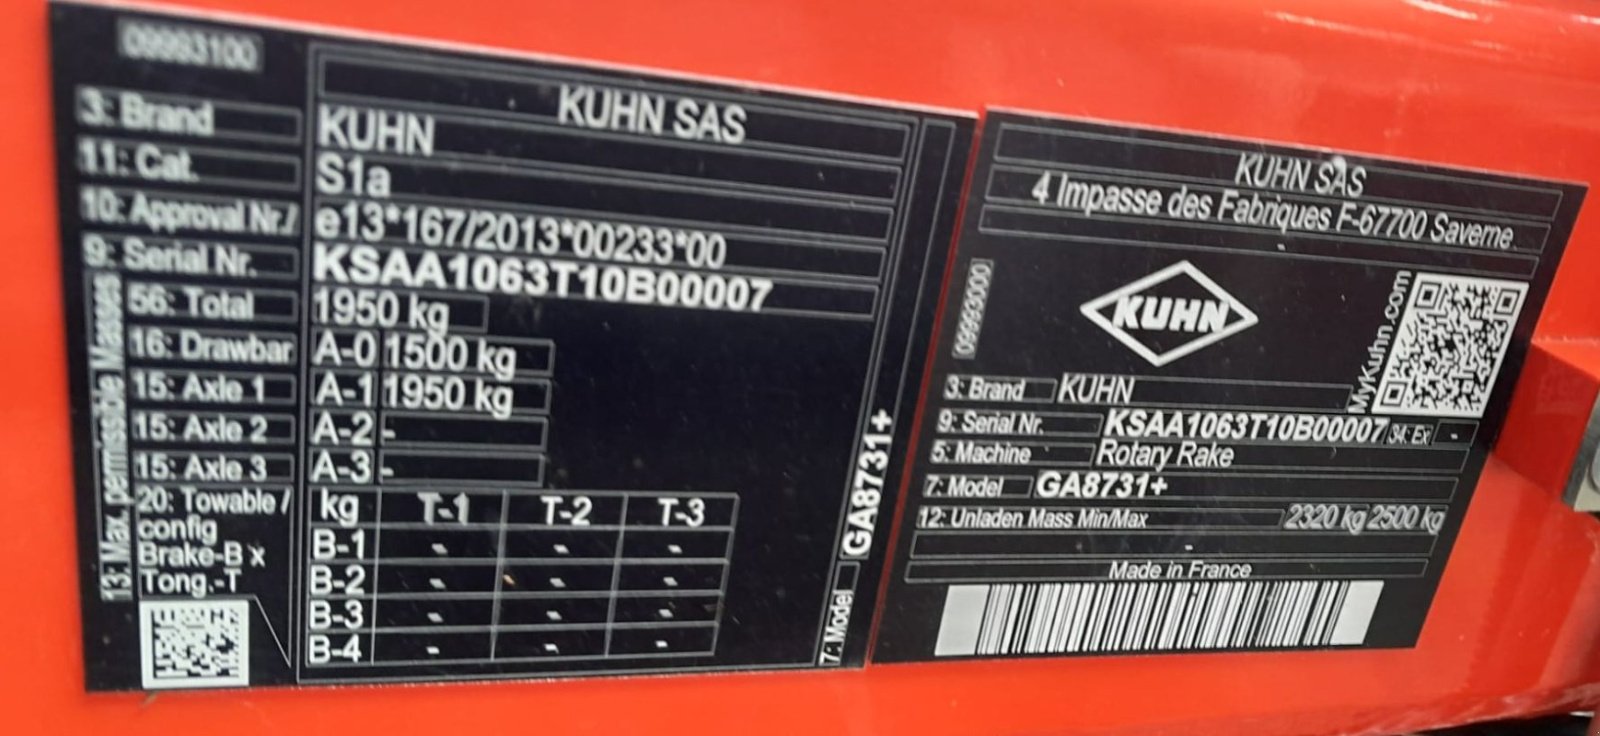 09993100
KUHN SAS
3: Brand KUHN
11: Cat. S1a
10: Approval Nr./ e13*167/2013*00233*00
9: Serial Nr. KSAA1063T10B00007
13: Max. permissible Masses
56: Total 1950 kg
16: Drawbar A-0 1500 kg
15: Axle 1 A-1 1950 kg
15: Axle 2 A-2 -
15: Axle 3 A-3 -
20: Towable / config Brake-B x Tong.-T
kg T-1 T-2 T-3
B-1 - - -
B-2 - - -
B-3 - - -
B-4 - - -
7: Model GA8731+
KUHN SAS
4 Impasse des Fabriques F-67700 Saverne
-
09993000
KUHN
MyKuhn.com
3: Brand KUHN
9: Serial Nr. KSAA1063T10B00007 34: Ex -
5: Machine Rotary Rake
7: Model GA8731+
12: Unladen Mass Min/Max 2320 kg 2500 kg
-
Made in France